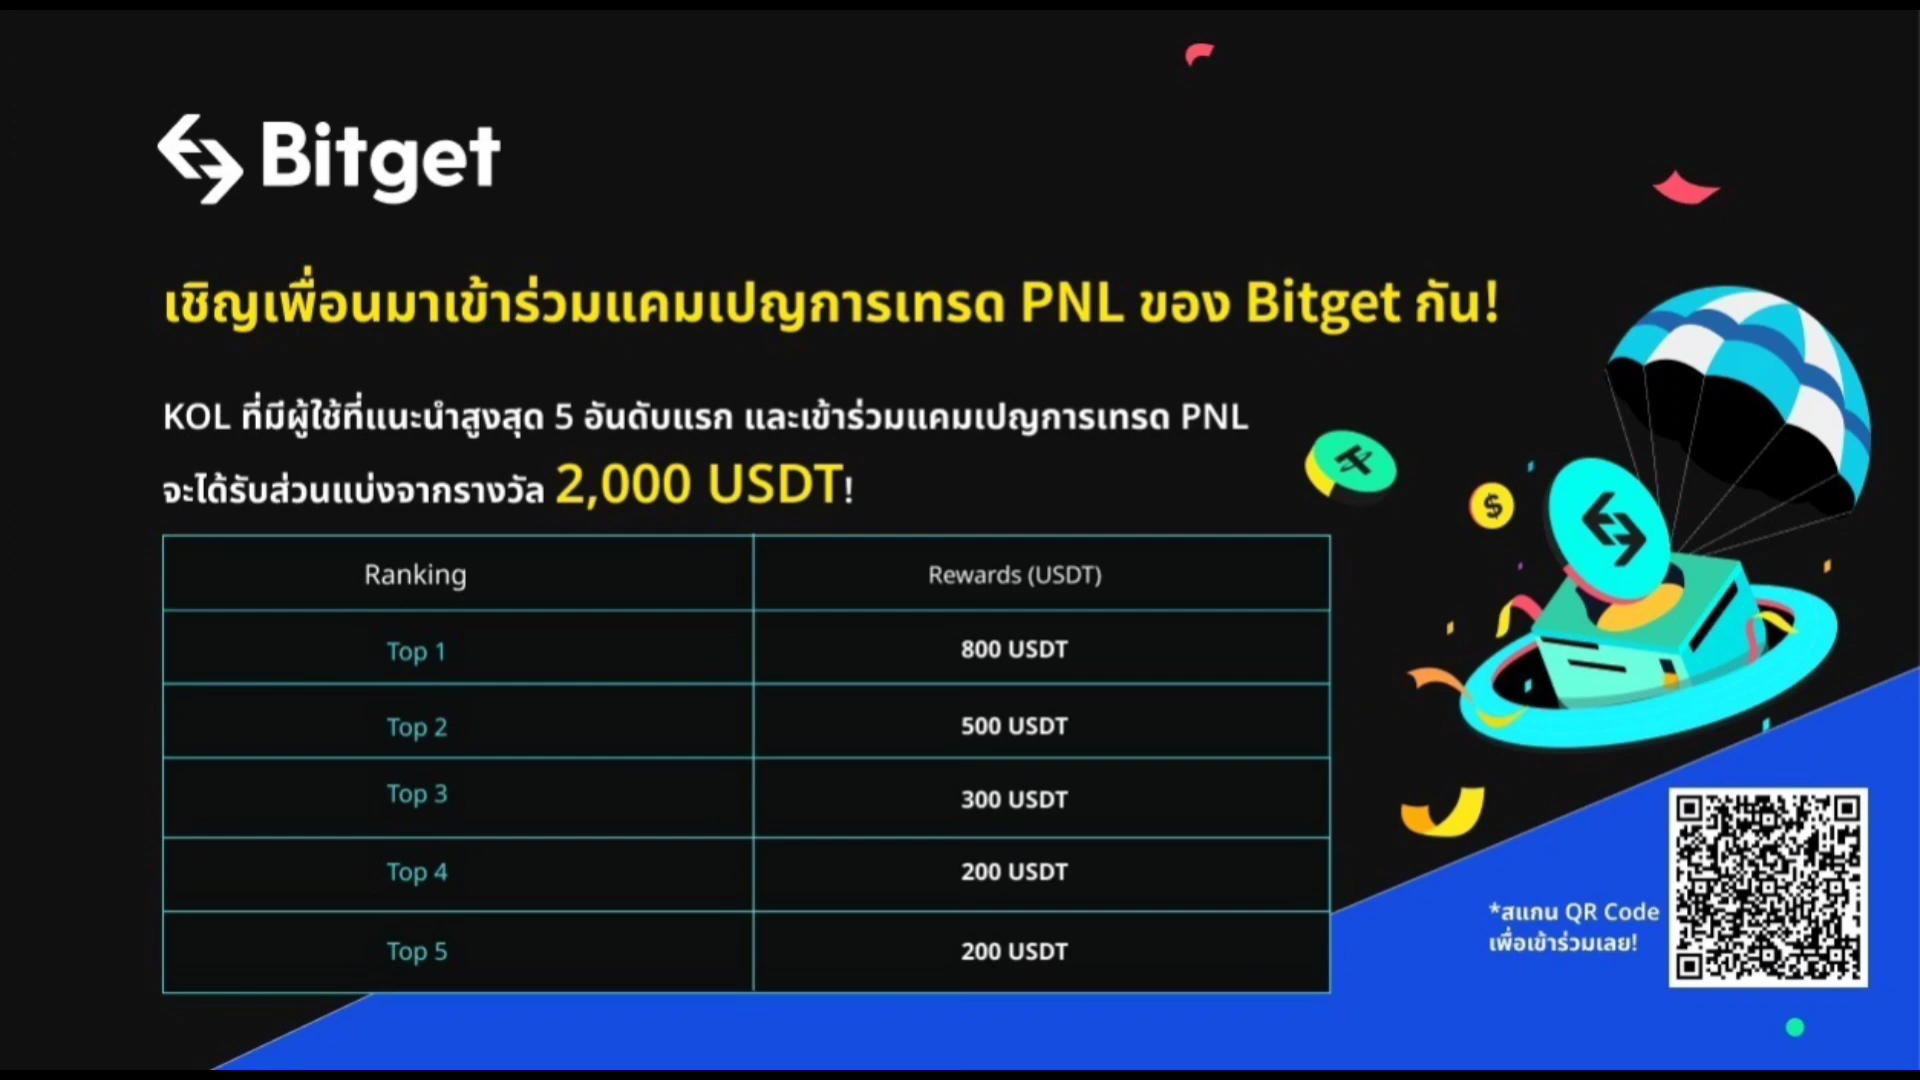 Bitget
เชิญเพื่อนมาเข้าร่วมแคมเปญการเทรด PNL ของ Bitget กัน!
KOL ที่มีผู้ใช้ที่แนะนำสูงสุด 5 อันดับแรก และเข้าร่วมแคมเปญการเทรด PNL
จะได้รับส่วนแบ่งจากรางวัล 2,000 USDT!
Ranking Rewards (USDT)
Top 1 800 USDT
Top 2 500 USDT
Top 3 300 USDT
Top 4 200 USDT
Top 5 200 USDT
*สแกน QR Code
เพื่อเข้าร่วมเลย!